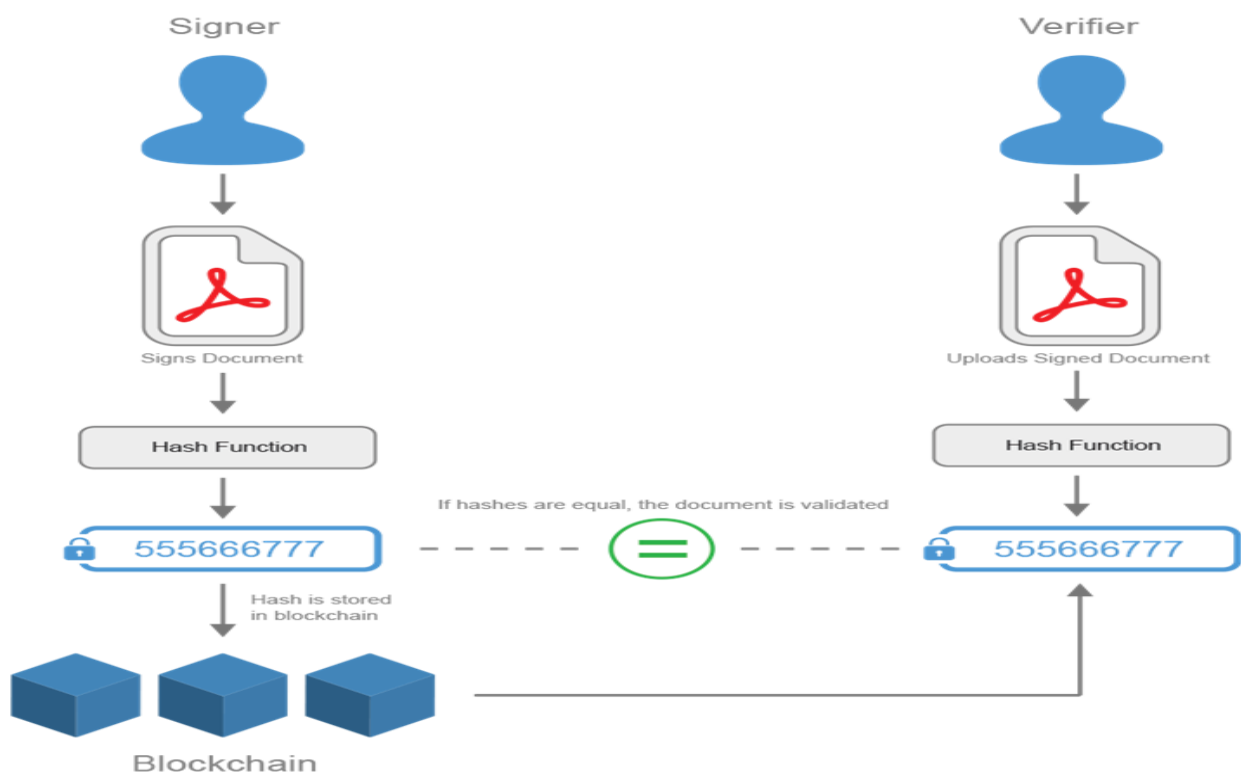 Signer
Verifier
Signs Document
Uploads Signed Document
Hash Function
Hash Function
If hashes are equal, the document is validated
555666777
555666777
Hash is stored
in blockchain
Blockchain